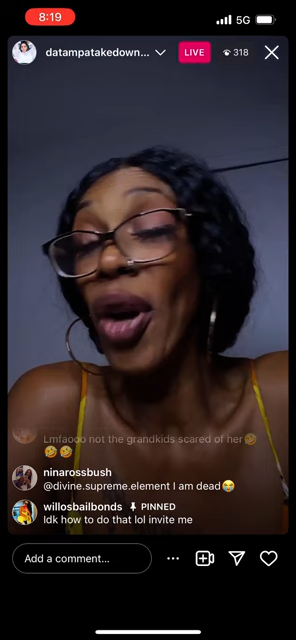 8:19
5G
datampatakedown...
LIVE
318
Lmfaooo not the grandkids scared of her🤣
🤣🤣
ninarossbush
@divine.supreme.element I am dead😭
willosbailbonds PINNED
Idk how to do that lol invite me
Add a comment...